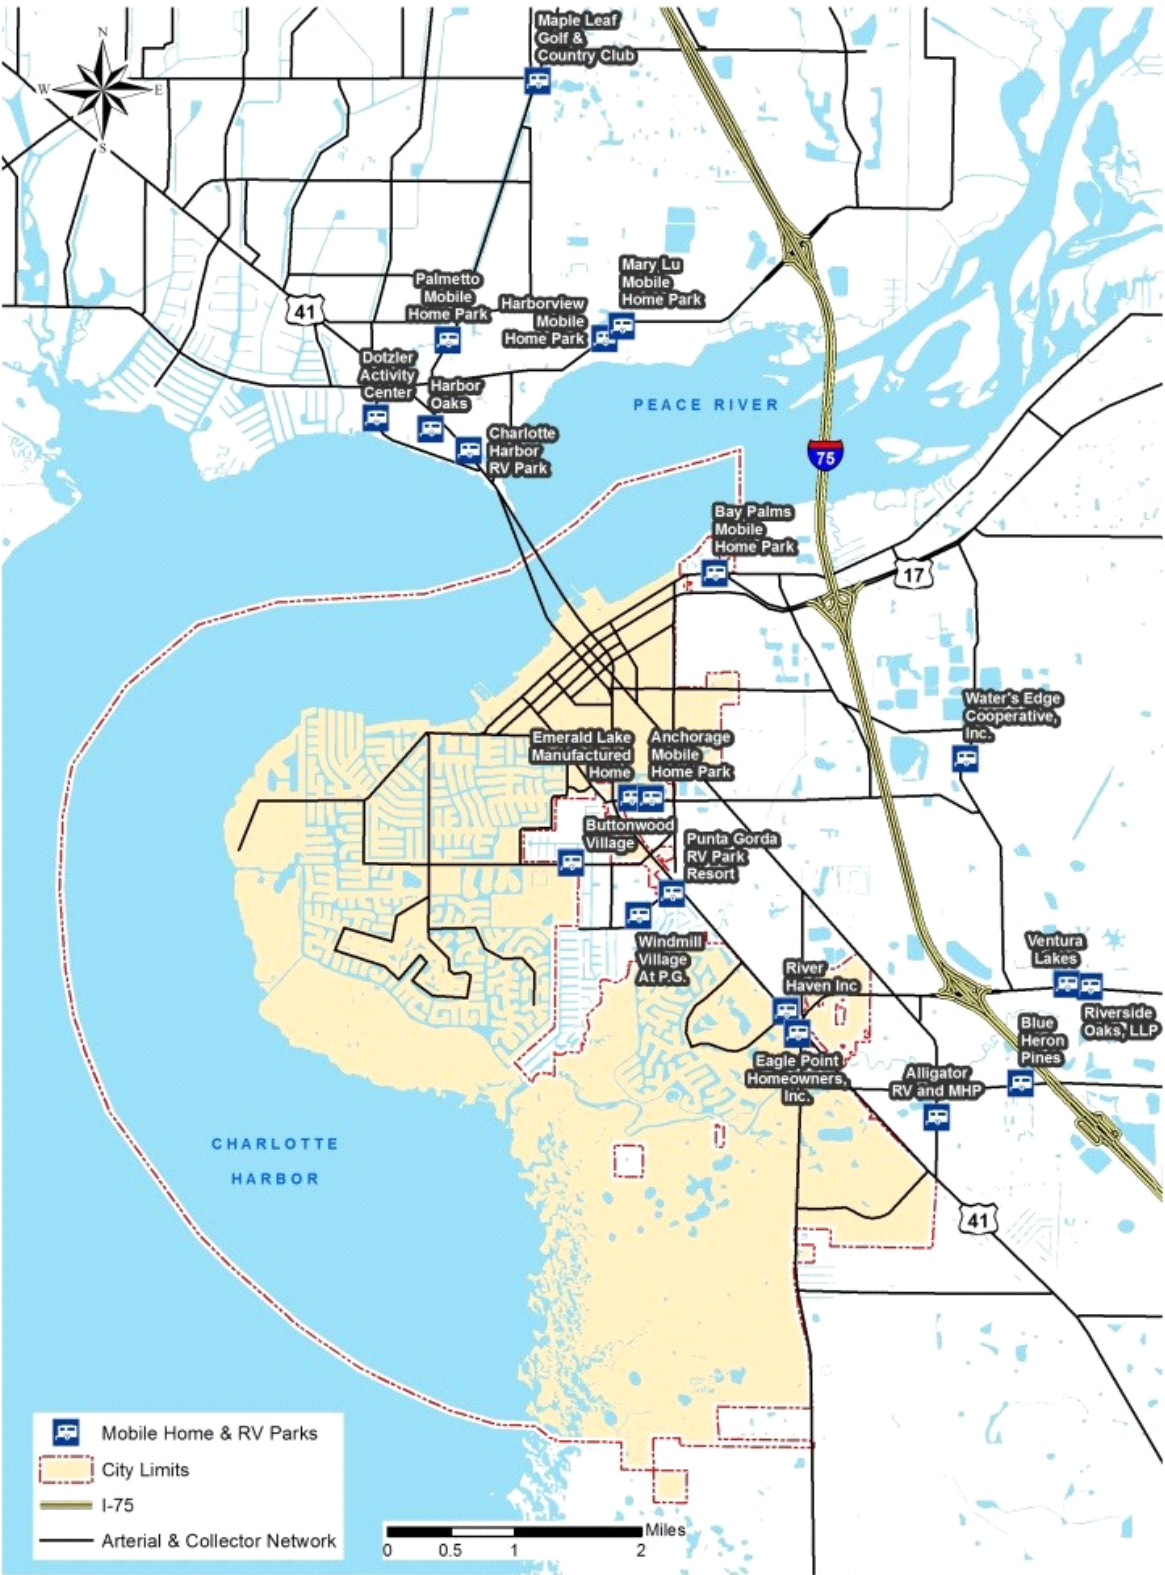 Maple Leaf
Golf &
Country Club
N
W
E
S
Mary Lu
Mobile
Home Park
Palmetto
Mobile
Home Park
Harborview
Mobile
Home Park
41
Dotzler
Activity
Center
Harbor
Oaks
PEACE RIVER
Charlotte
Harbor
RV Park
75
Bay Palms
Mobile
Home Park
17
Water's Edge
Cooperative,
Inc.
Emerald Lake
Manufactured
Home
Anchorage
Mobile
Home Park
Buttonwood
Village
Punta Gorda
RV Park
Resort
Windmill
Village
At P.G.
River
Haven Inc
Ventura
Lakes
Riverside
Oaks, LLP
Blue
Heron
Pines
Eagle Point
Homeowners,
Inc.
Alligator
RV and MHP
CHARLOTTE
HARBOR
41
Mobile Home & RV Parks
City Limits
I-75
Arterial & Collector Network
Miles
0 0.5 1 2